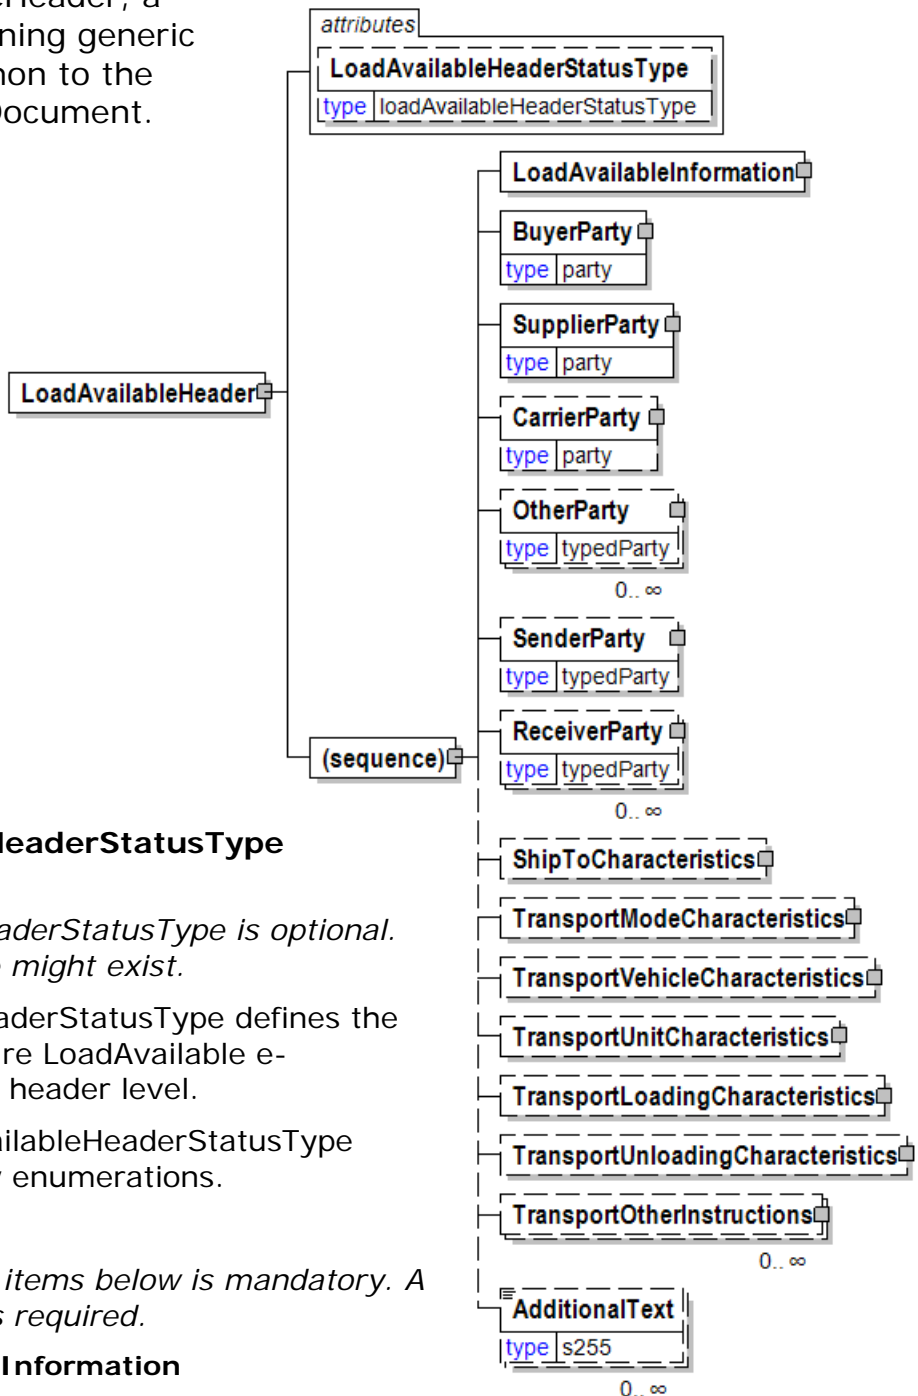 attributes
ning generic
LoadAvailableHeaderStatusType
type loadAvailableHeaderStatusType
non to the
Document.
LoadAvailableInformation
BuyerParty
type party
SupplierParty
type party
LoadAvailableHeader
CarrierParty
type party
OtherParty
type typedParty
0.. ∞
SenderParty
type typedParty
ReceiverParty
type typedParty
0.. ∞
(sequence)
HeaderStatusType
ShipToCharacteristics
aderStatusType is optional.
might exist.
TransportModeCharacteristics
TransportVehicleCharacteristics
aderStatusType defines the
re LoadAvailable e-
header level.
TransportUnitCharacteristics
TransportLoadingCharacteristics
ailableHeaderStatusType
enumerations.
TransportUnloadingCharacteristics
TransportOtherInstructions
0.. ∞
items below is mandatory. A
s required.
AdditionalText
type s255
0.. ∞
Information